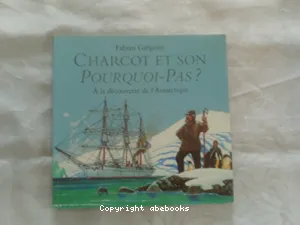 Fabien Grégoire
CHARCOT ET SON
POURQUOI-PAS ?
À la découverte de l'Antarctique
Copyright abebooks